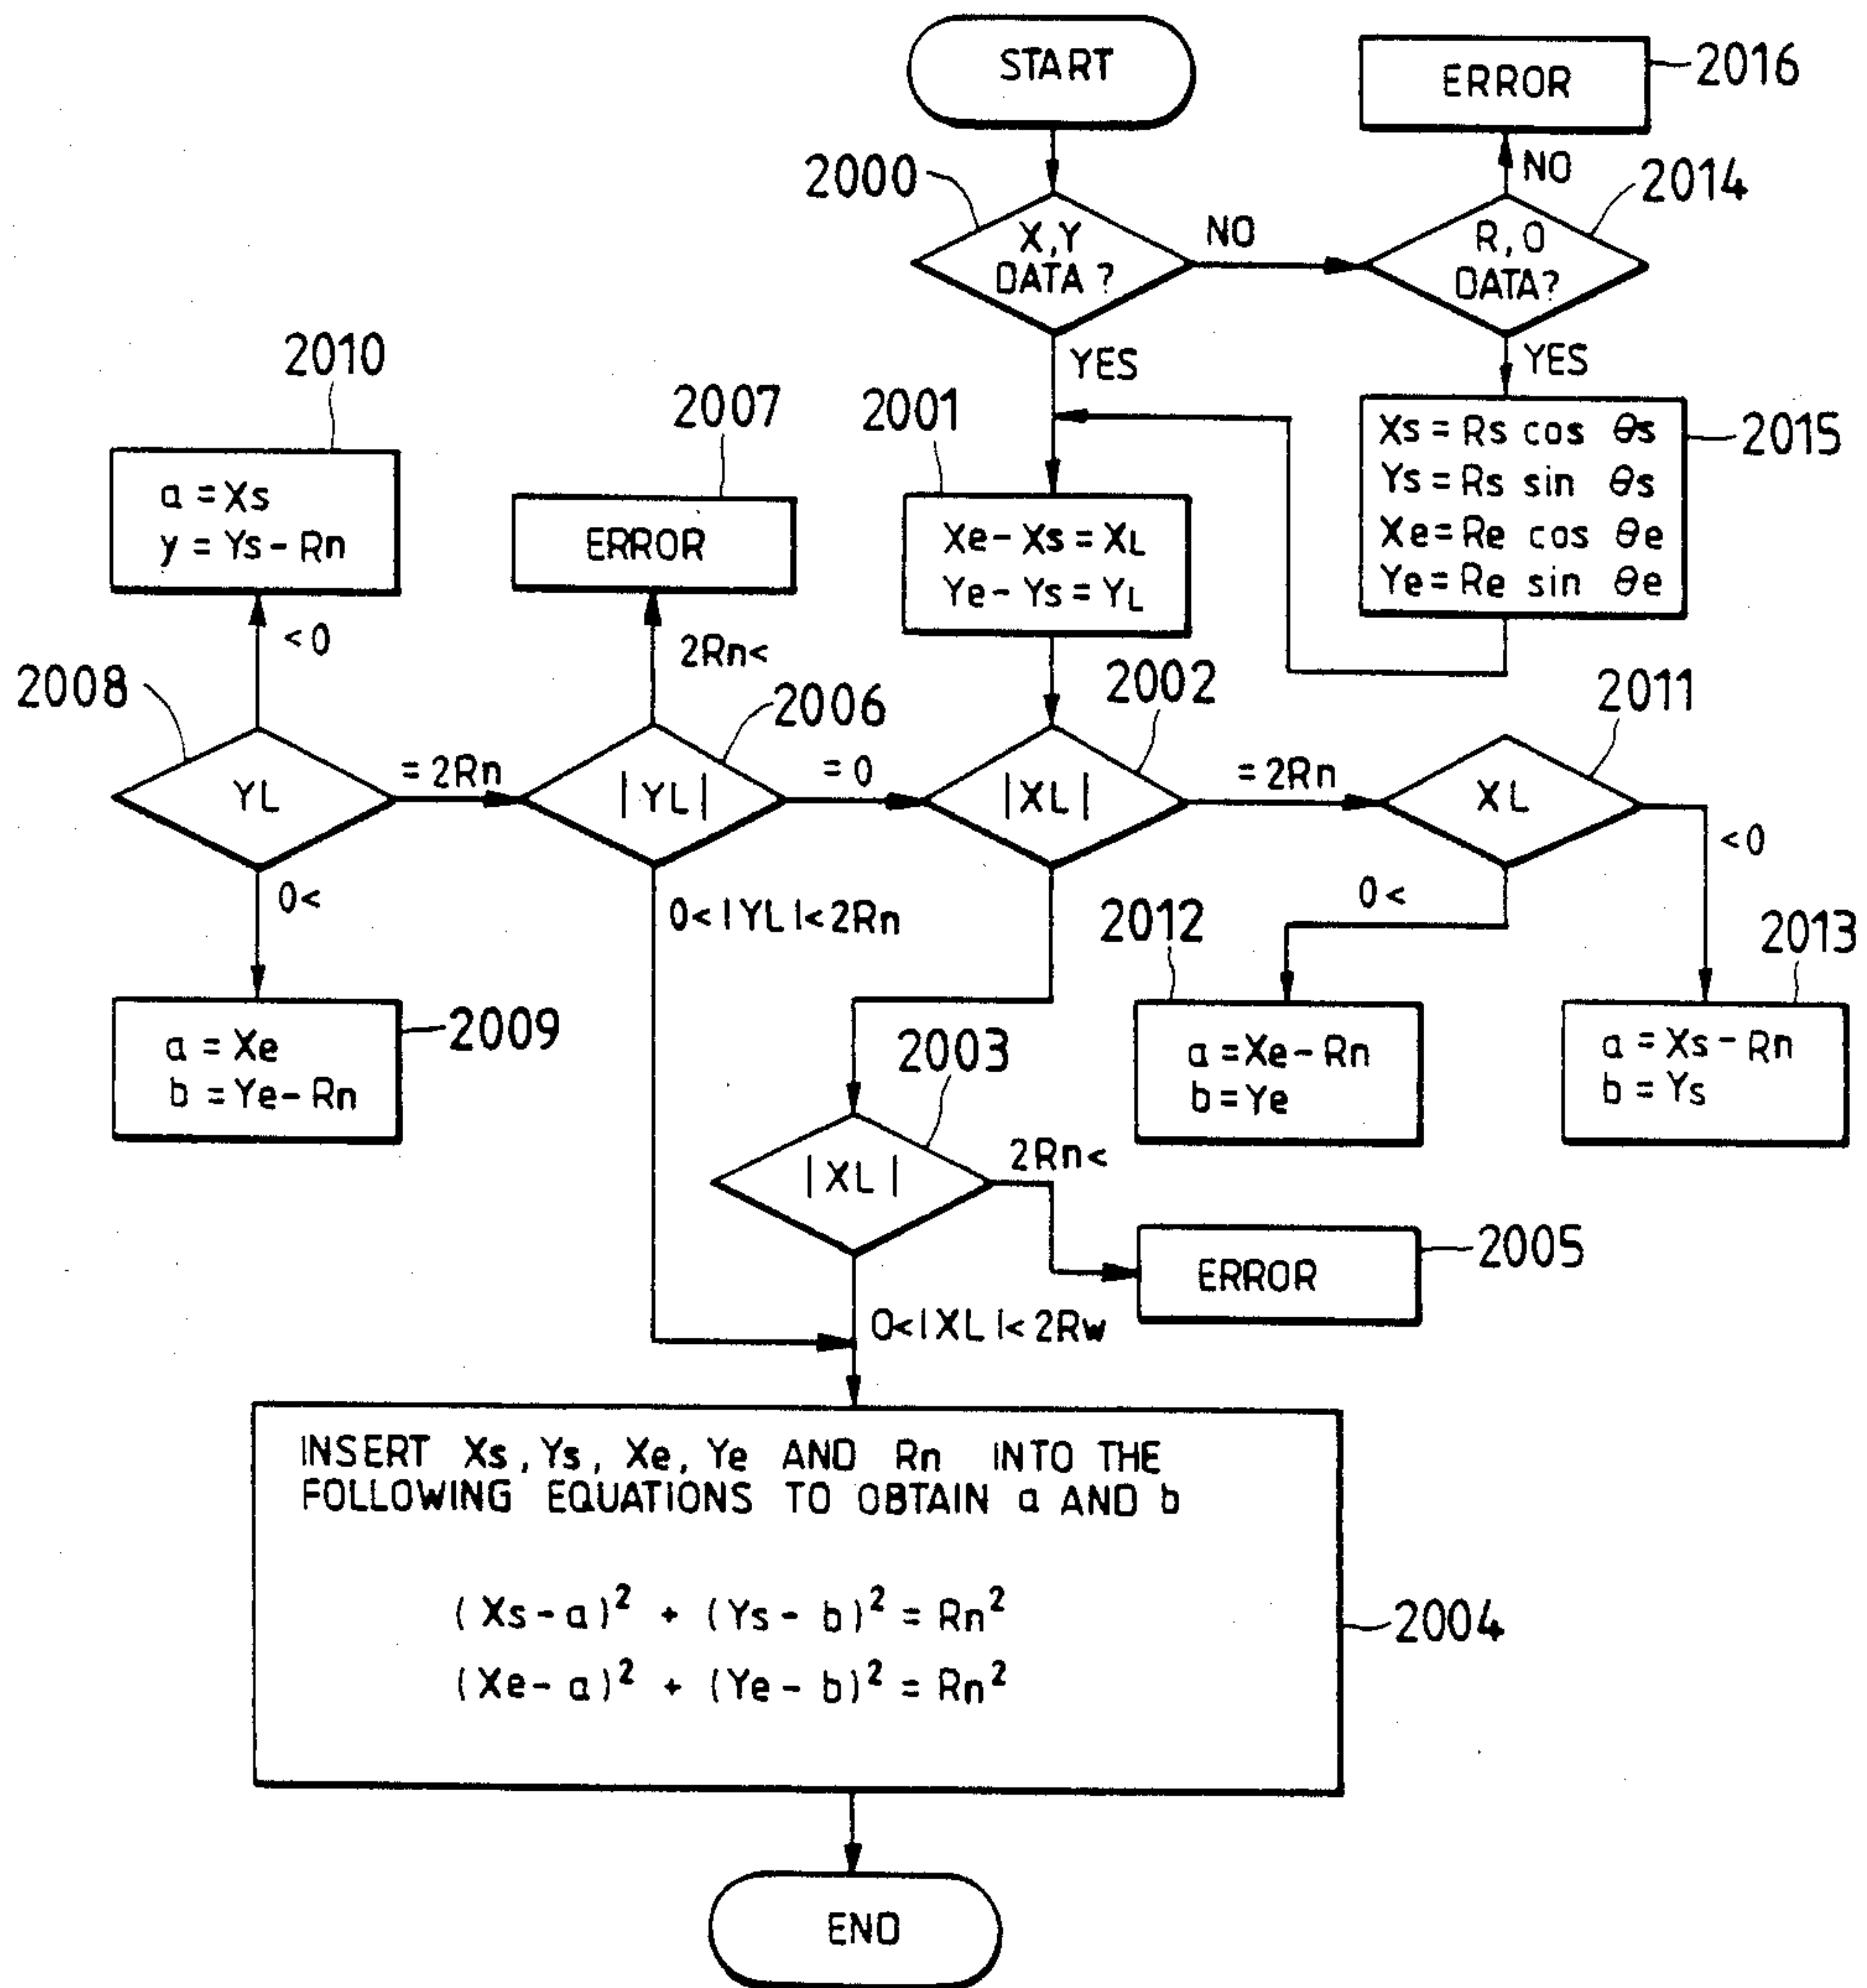 START
ERROR
2016
2000
X,Y
DATA?
NO
NO
2014
R,O
DATA?
YES
YES
2010
a = Xs
y = Ys - Rn
2007
ERROR
2001
Xe - Xs = XL
Ye - Ys = YL
Xs = Rs cos θs
Ys = Rs sin θs
Xe = Re cos θe
Ye = Re sin θe
2015
<0
2Rn<
2008
YL
=2Rn
2006
|YL|
=0
2002
|XL|
=2Rn
2011
XL
<0
0<
0<|YL|<2Rn
0<
2009
a = Xe
b = Ye - Rn
2012
a = Xe - Rn
b = Ye
2013
a = Xs - Rn
b = Ys
2003
|XL|
2Rn<
2005
ERROR
0<|XL|<2Rw
INSERT Xs, Ys, Xe, Ye AND Rn INTO THE
FOLLOWING EQUATIONS TO OBTAIN a AND b
(Xs - a)² + (Ys - b)² = Rn²
(Xe - a)² + (Ye - b)² = Rn²
2004
END